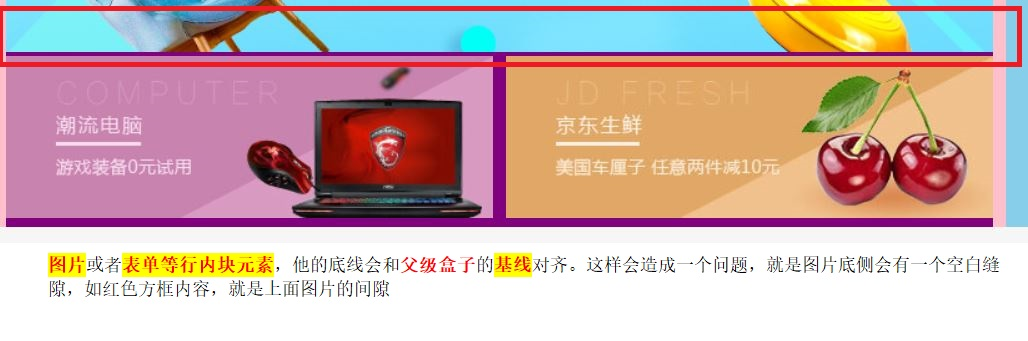 COMPUTER
潮流电脑
游戏装备0元试用
JD FRESH
京东生鲜
美国车厘子 任意两件减10元
图片或者表单等行内块元素，他的底线会和父级盒子的基线对齐。这样会造成一个问题，就是图片底侧会有一个空白缝
隙，如红色方框内容，就是上面图片的间隙